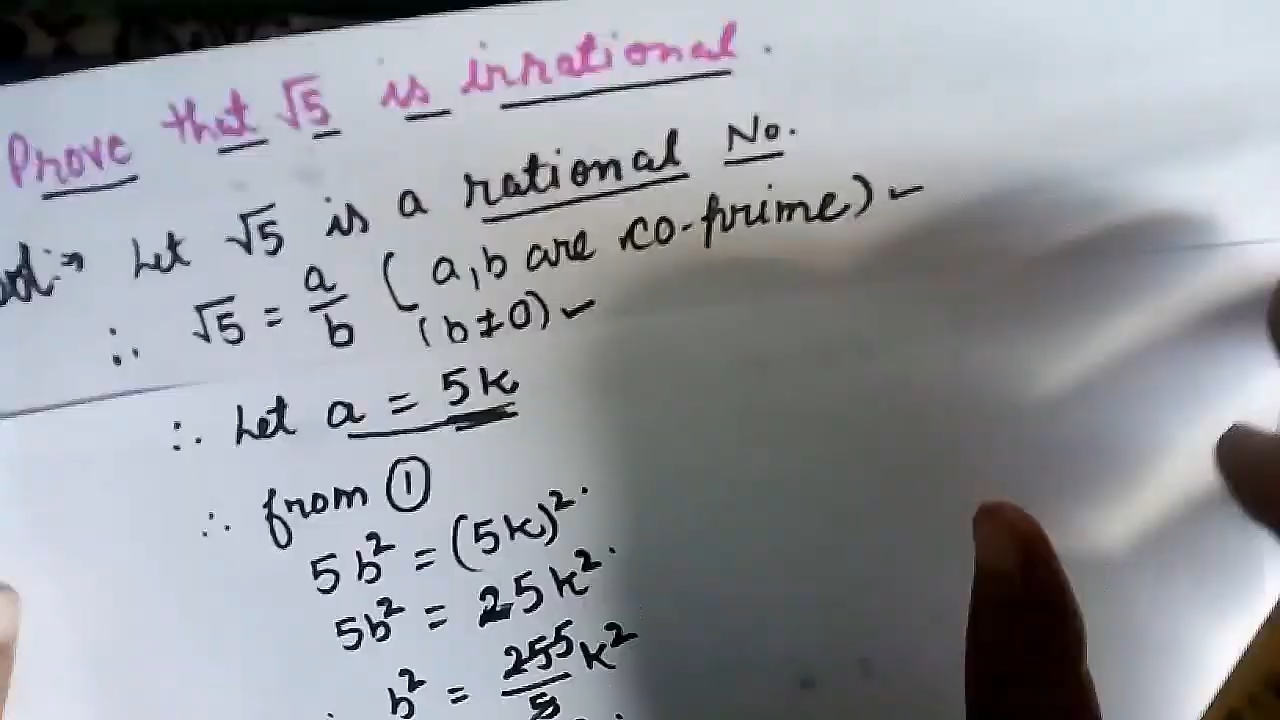 Prove that √5 is irrational.
Let √5 is a rational No.
∴ √5 = a/b (a, b are co-prime)
(b≠0)
∴ Let a = 5k
∴ from ①
5b² = (5k)²
5b² = 25k²
b² = 25 5/5 k²